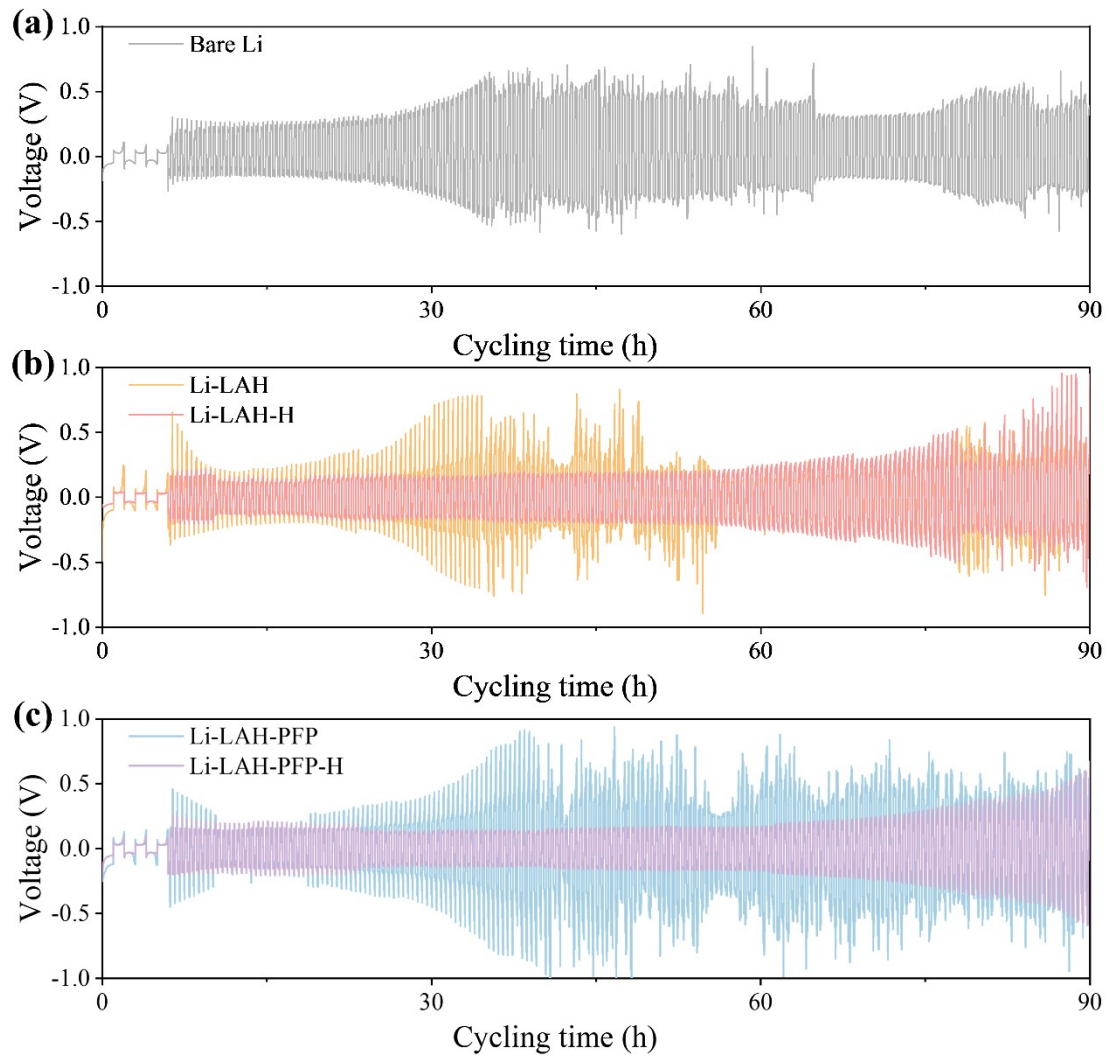 (a)
1.0
Bare Li
0.5
0.0
-0.5
-1.0
Voltage (V)
0
30
60
90
Cycling time (h)
(b)
1.0
Li-LAH
Li-LAH-H
0.5
0.0
-0.5
-1.0
Voltage (V)
0
30
60
90
Cycling time (h)
(c)
1.0
Li-LAH-PFP
Li-LAH-PFP-H
0.5
0.0
-0.5
-1.0
Voltage (V)
0
30
60
90
Cycling time (h)